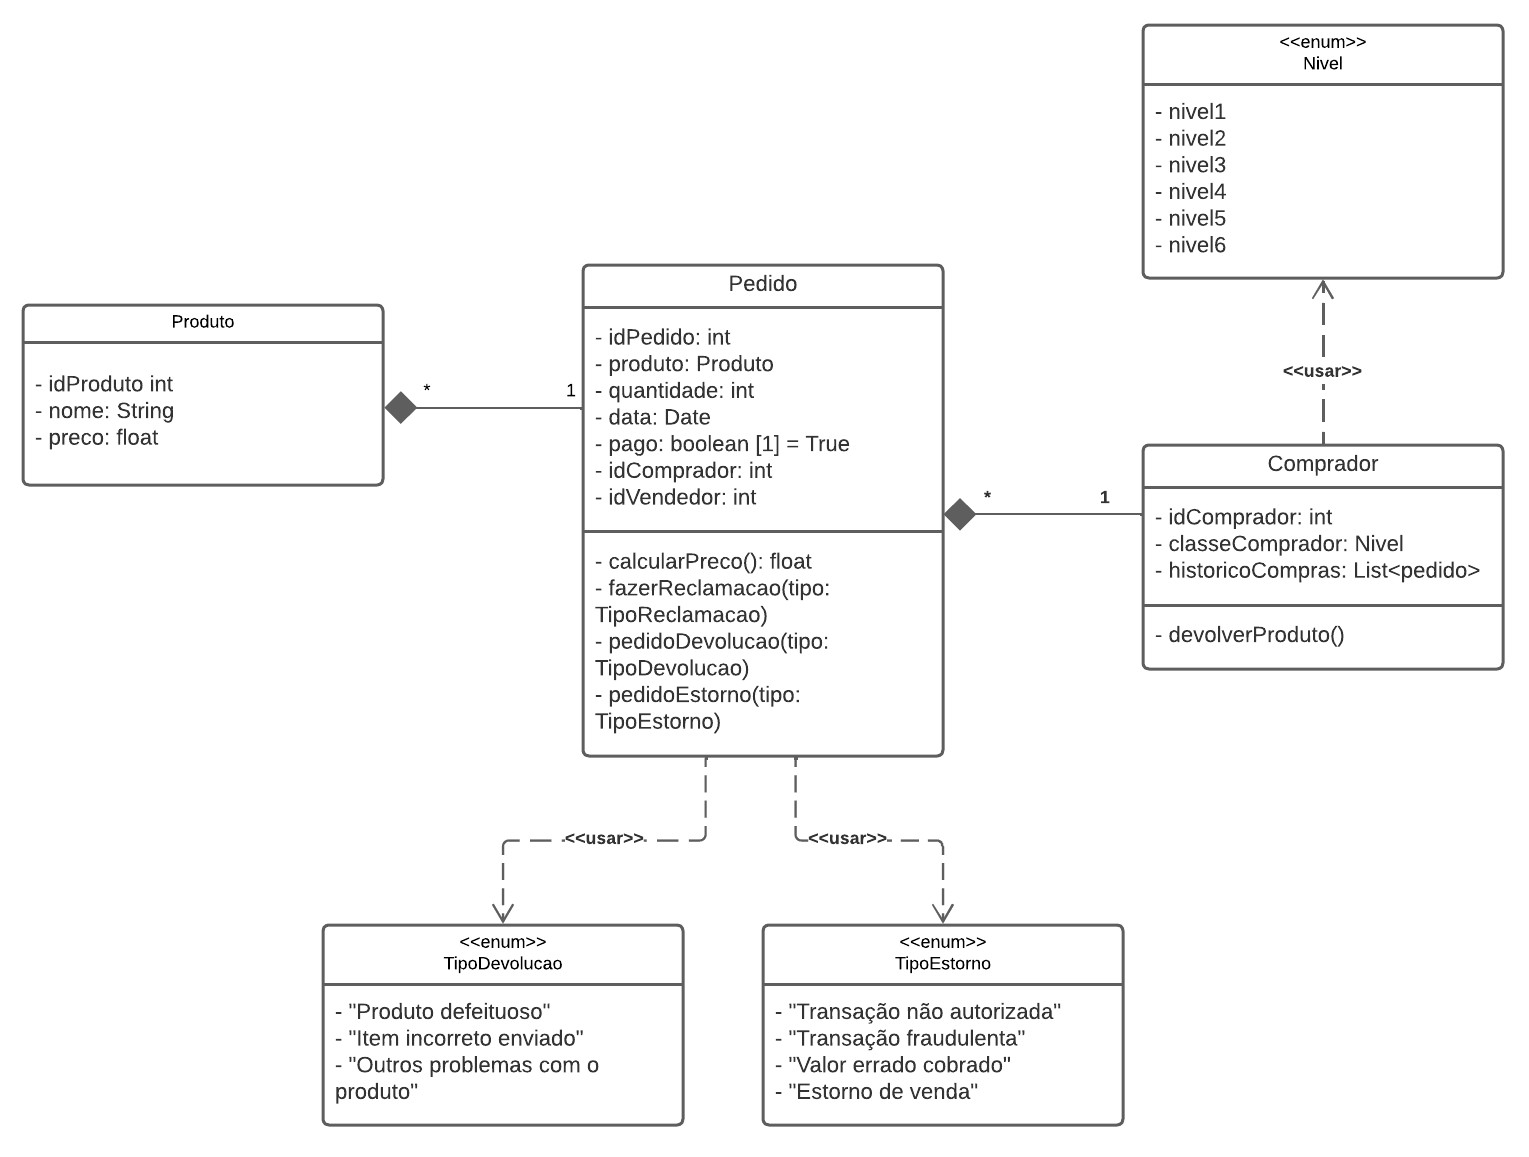 <<enum>>
Nivel
- nivel1
- nivel2
- nivel3
- nivel4
- nivel5
- nivel6
<<usar>>
Produto
- idProduto int
- nome: String
- preco: float
*
1
Pedido
- idPedido: int
- produto: Produto
- quantidade: int
- data: Date
- pago: boolean [1] = True
- idComprador: int
- idVendedor: int
- calcularPreco(): float
- fazerReclamacao(tipo:
TipoReclamacao)
- pedidoDevolucao(tipo:
TipoDevolucao)
- pedidoEstorno(tipo:
TipoEstorno)
*
1
Comprador
- idComprador: int
- classeComprador: Nivel
- historicoCompras: List<pedido>
- devolverProduto()
<<usar>>
<<usar>>
<<enum>>
TipoDevolucao
- "Produto defeituoso"
- "Item incorreto enviado"
- "Outros problemas com o
produto"
<<enum>>
TipoEstorno
- "Transação não autorizada"
- "Transação fraudulenta"
- "Valor errado cobrado"
- "Estorno de venda"